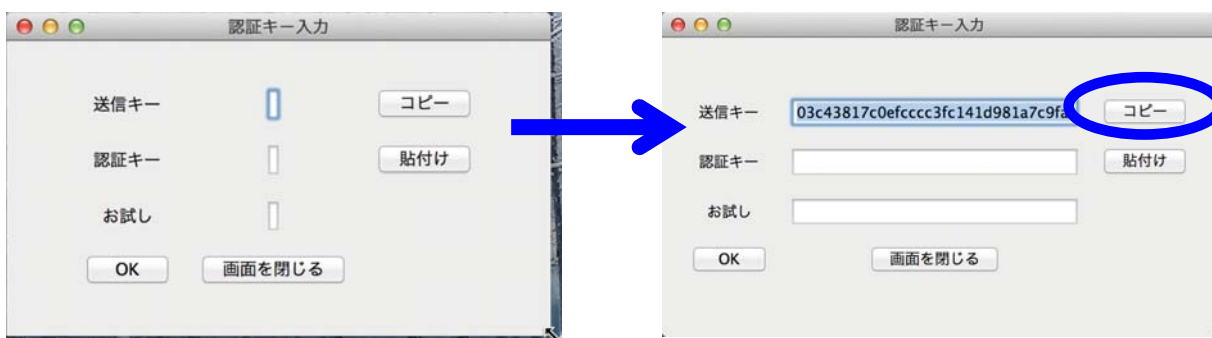 認証キー入力
送信キー コピー
認証キー 貼付け
お試し
OK 画面を閉じる
認証キー入力
送信キー 03c43817c0efcccc3fc141d981a7c9fa コピー
認証キー 貼付け
お試し
OK 画面を閉じる